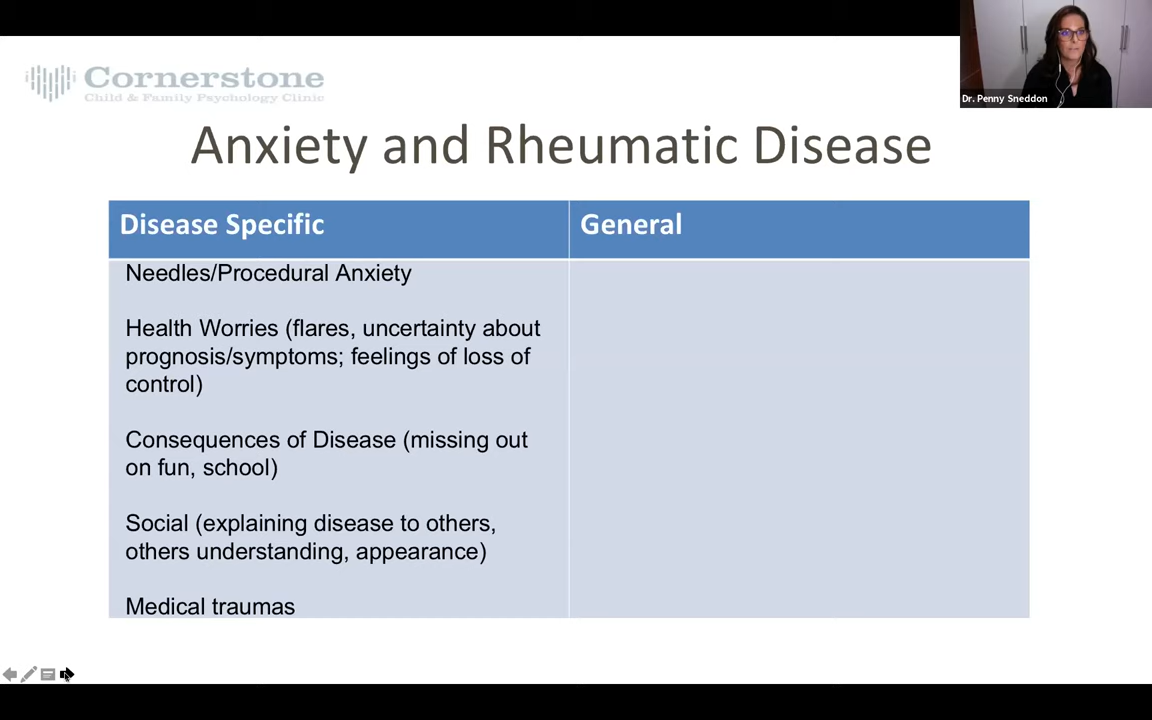 Cornerstone
Child & Family Psychology Clinic
Dr. Penny Sneddon
Anxiety and Rheumatic Disease
Disease Specific
General
Needles/Procedural Anxiety
Health Worries (flares, uncertainty about
prognosis/symptoms; feelings of loss of
control)
Consequences of Disease (missing out
on fun, school)
Social (explaining disease to others,
others understanding, appearance)
Medical traumas